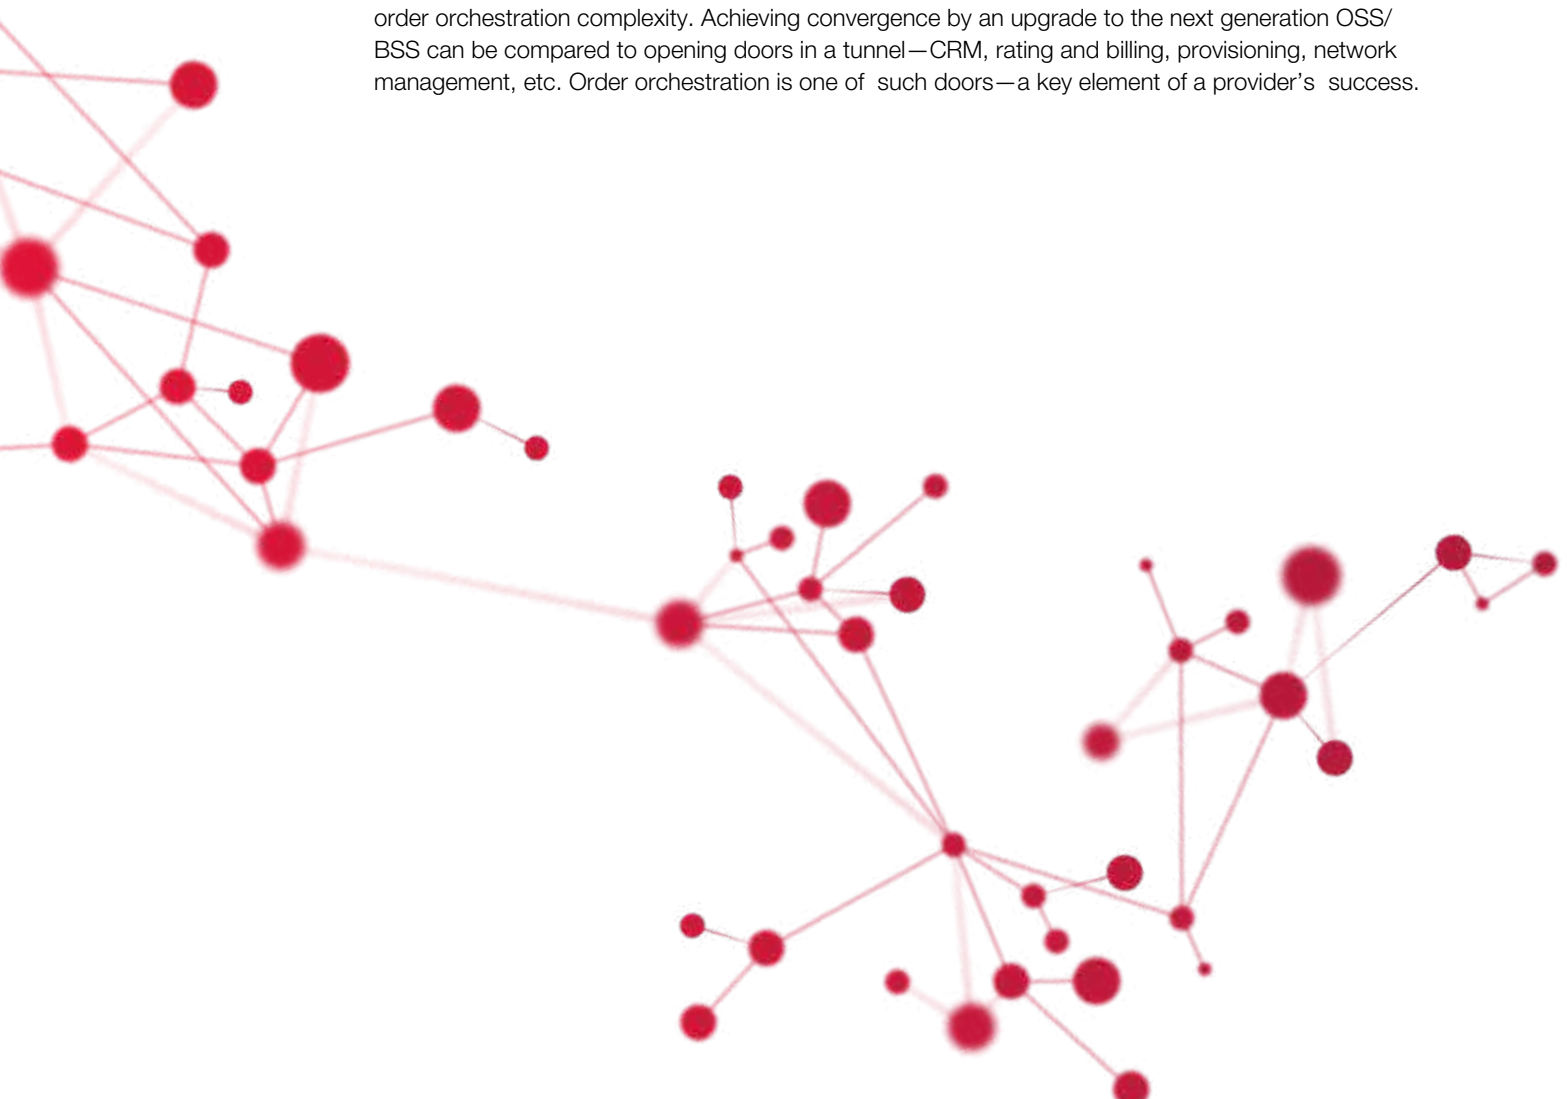 order orchestration complexity. Achieving convergence by an upgrade to the next generation OSS/
BSS can be compared to opening doors in a tunnel—CRM, rating and billing, provisioning, network
management, etc. Order orchestration is one of such doors—a key element of a provider’s success.